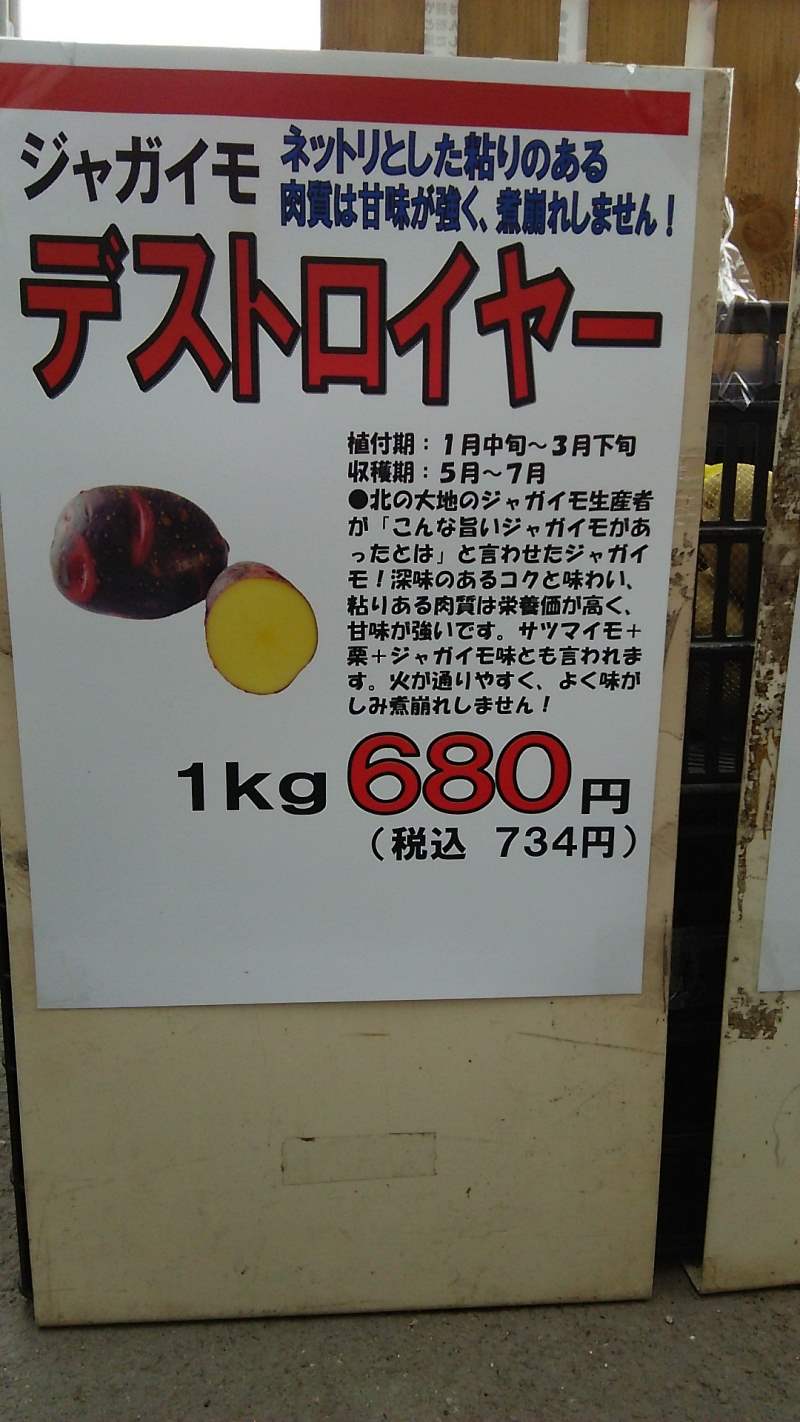 ジャガイモ
ネットリとした粘りのある
肉質は甘味が強く、煮崩れしません！
デストロイヤー
植付期：１月中旬～３月下旬
収穫期：５月～７月
●北の大地のジャガイモ生産者
が「こんな旨いジャガイモがあ
ったとは」と言わせたジャガイ
モ！深味のあるコクと味わい、
粘りある肉質は栄養価が高く、
甘味が強いです。サツマイモ＋
栗＋ジャガイモ味とも言われま
す。火が通りやすく、よく味が
しみ煮崩れしません！
1kg 680円
（税込 734円）